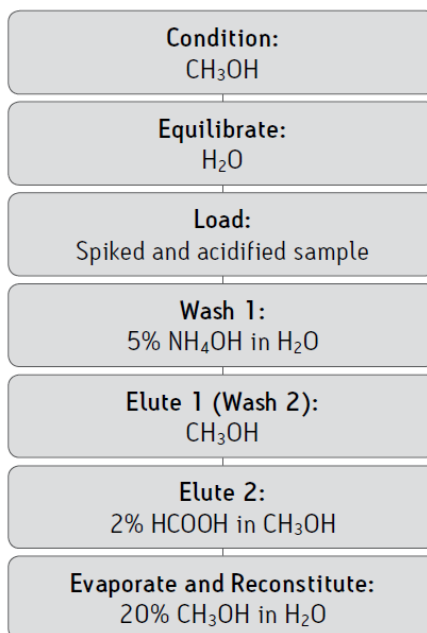 Condition:
CH₃OH
Equilibrate:
H₂O
Load:
Spiked and acidified sample
Wash 1:
5% NH₄OH in H₂O
Elute 1 (Wash 2):
CH₃OH
Elute 2:
2% HCOOH in CH₃OH
Evaporate and Reconstitute:
20% CH₃OH in H₂O